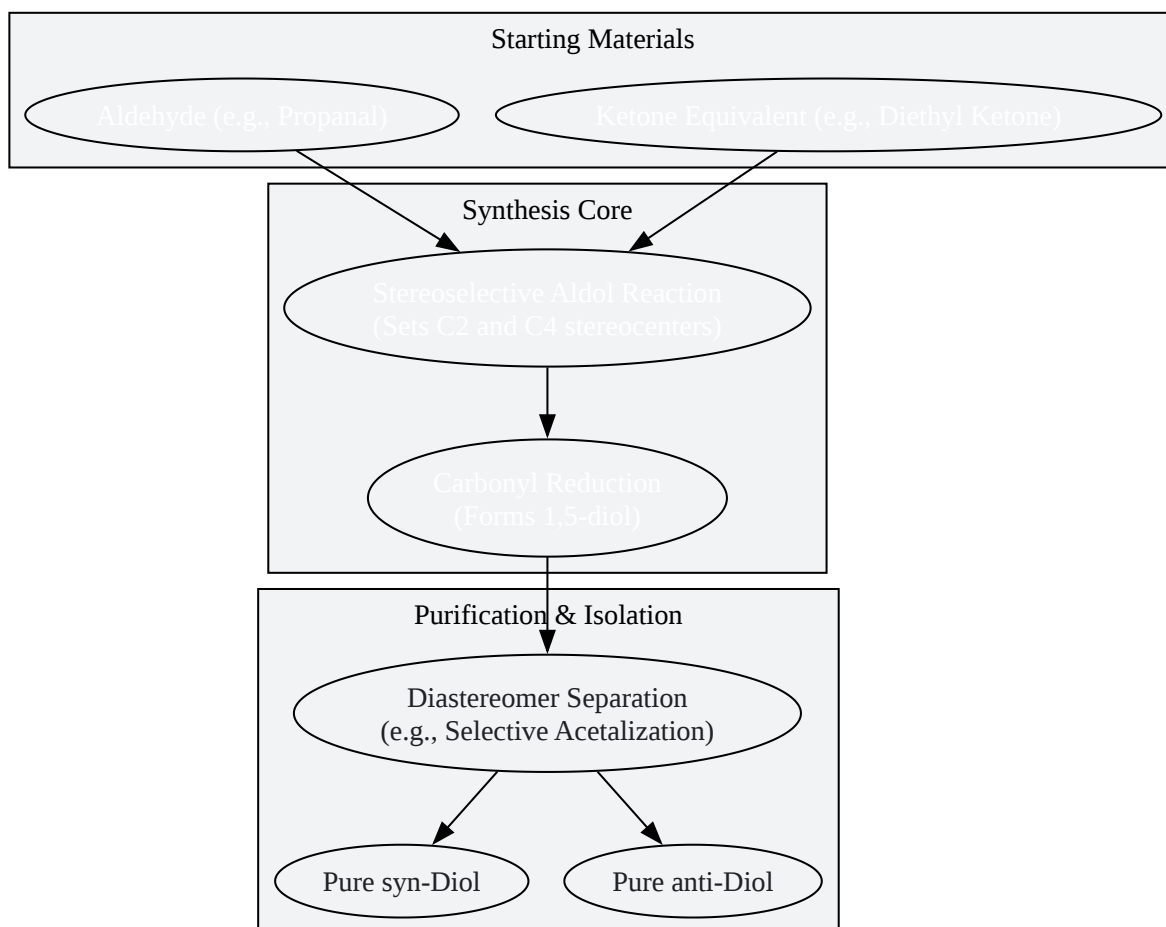 Starting Materials
Aldehyde (e.g., Propanal)
Ketone Equivalent (e.g., Diethyl Ketone)
Synthesis Core
Stereoselective Aldol Reaction
(Sets C2 and C4 stereocenters)
Carbonyl Reduction
(Forms 1,5-diol)
Purification & Isolation
Diastereomer Separation
(e.g., Selective Acetalization)
Pure syn-Diol
Pure anti-Diol